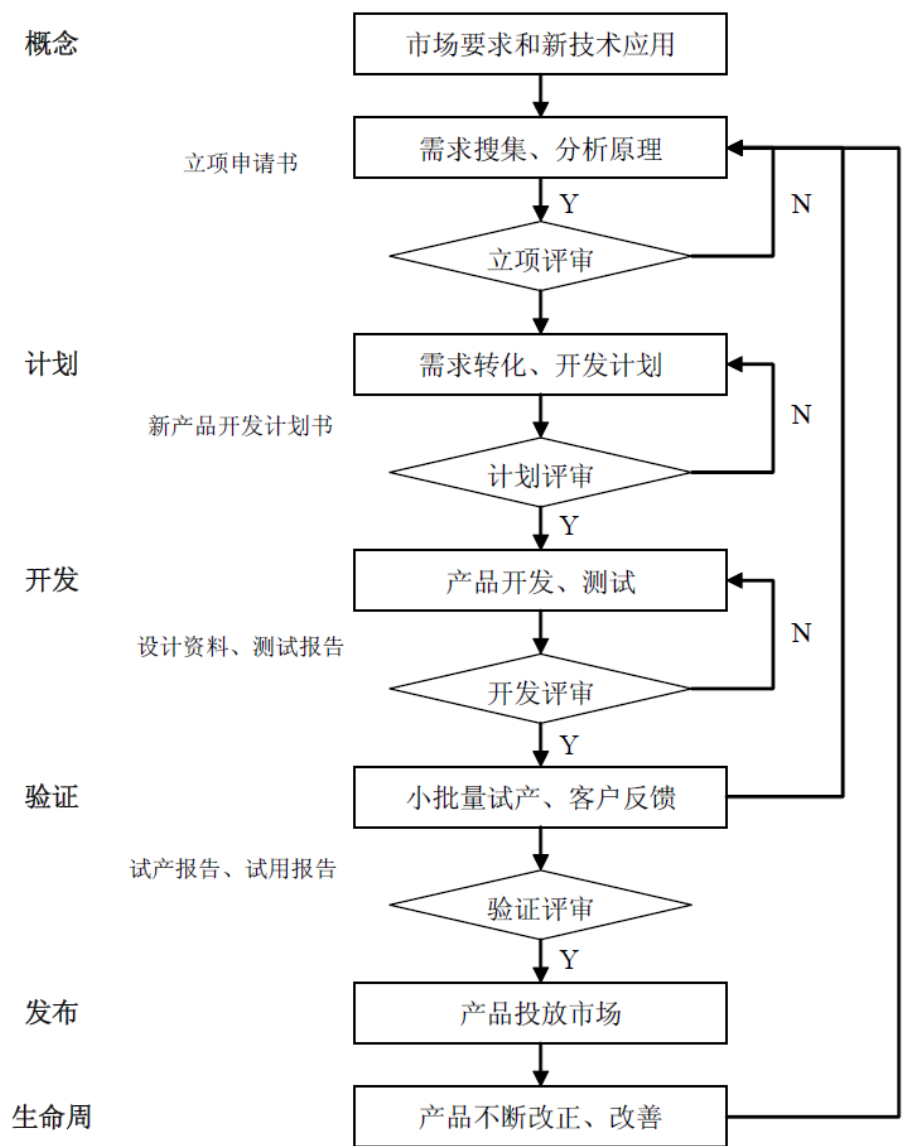 概念
市场要求和新技术应用
需求搜集、分析原理
立项申请书
Y
N
立项评审
计划
需求转化、开发计划
N
新产品开发计划书
计划评审
Y
开发
产品开发、测试
N
设计资料、测试报告
开发评审
Y
验证
小批量试产、客户反馈
试产报告、试用报告
验证评审
Y
发布
产品投放市场
生命周
产品不断改正、改善